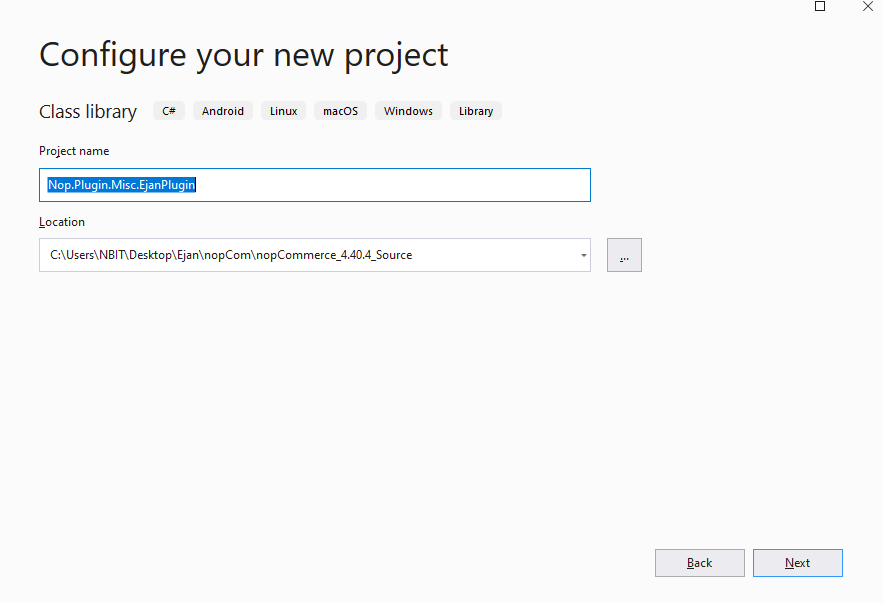 Configure your new project
Class library C# Android Linux macOS Windows Library
Project name
Nop.Plugin.Misc.EjanPlugin
Location
C:\Users\NBIT\Desktop\Ejan\nopCom\nopCommerce_4.40.4_Source
...
Back Next